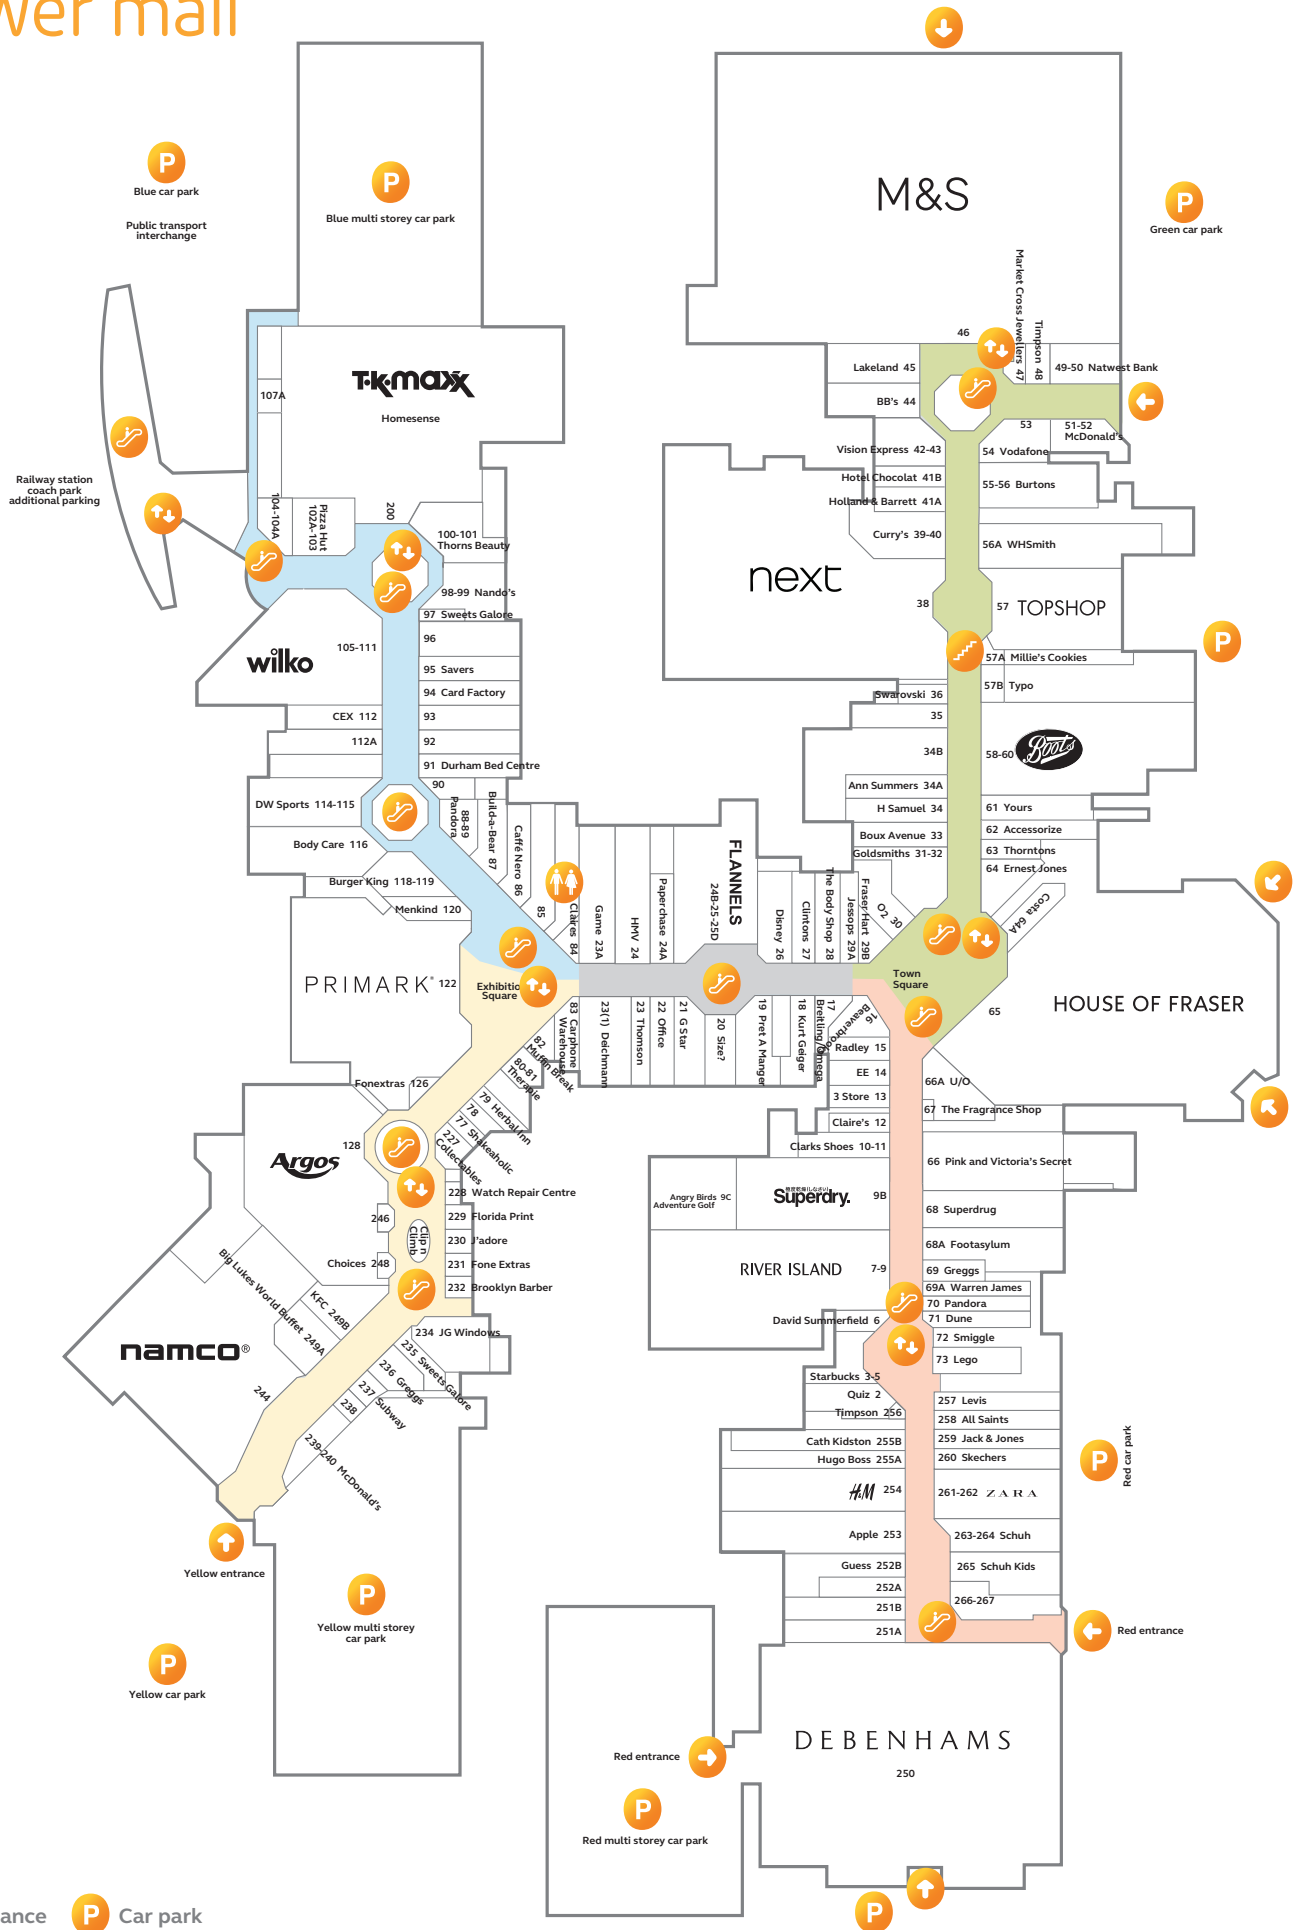 wer mall
P
Blue car park
Public transport
interchange
P
Blue multi storey car park
M&S
P
Green car park
Market Cross Jewellers 47
Timpson 48
46
Lakeland 45
49-50 Natwest Bank
BB's 44
53
51-52
McDonald's
Vision Express 42-43
54 Vodafone
Hotel Chocolat 41B
55-56 Burtons
Holland & Barrett 41A
Curry's 39-40
56A WHSmith
next
38
57 TOPSHOP
P
57A Millie's Cookies
57B Typo
Swarovski 36
35
34B
58-60 Boots
Ann Summers 34A
H Samuel 34
61 Yours
62 Accessorize
Boux Avenue 33
63 Thorntons
Goldsmiths 31-32
64 Ernest Jones
Costa 64A
O2 30
Fraser Hart 29B
Jessops 29A
The Body Shop 28
Clintons 27
Disney 26
FLANNELS
24B-25-25D
Paperchase 24A
HMV 24
Game 23A
Claires 84
85
Caffé Nero 86
Build-a-Bear 87
88-89
Pandora
90
T·K·maxx
Homesense
107A
Railway station
coach park
additional parking
104-104A
Pizza Hut
102A-103
200
100-101
Thorns Beauty
98-99 Nando's
97 Sweets Galore
105-111
wilko
96
95 Savers
94 Card Factory
CEX 112
93
112A
92
91 Durham Bed Centre
DW Sports 114-115
Body Care 116
Burger King 118-119
Menkind 120
PRIMARK® 122
Exhibitio
Square
Town
Square
65
HOUSE OF FRASER
83 Carphone
Warehouse
23(1) Deichmann
23 Thomson
22 Office
21 G Star
20 Size?
19 Pret A Manger
18 Kurt Geiger
17
Breitling/Omega
16
Beaverbrooks
Radley 15
EE 14
3 Store 13
Claire's 12
Clarks Shoes 10-11
66A U/O
67 The Fragrance Shop
66 Pink and Victoria's Secret
82
Muffin Break
80-81
Therapie
79 Herbal Inn
78
77 Shakeaholic
227
Collectables
Fonextras 126
128
Argos
228 Watch Repair Centre
246
229 Florida Print
230 J'adore
Clip n
Climb
Choices 248
231 Fone Extras
232 Brooklyn Barber
Angry Birds 9C
Adventure Golf
Superdry.
9B
68 Superdrug
68A Footasylum
RIVER ISLAND 7-9
69 Greggs
69A Warren James
70 Pandora
David Summerfield 6
71 Dune
72 Smiggle
73 Lego
Big Lukes World Buffet 249A
KFC 249B
234 JG Windows
235 Sweets Galore
236 Greggs
237 Subway
238
239-240 McDonald's
namco®
244
Starbucks 3-5
Quiz 2
257 Levis
Timpson 256
258 All Saints
Cath Kidston 255B
259 Jack & Jones
Hugo Boss 255A
260 Skechers
P
Red car park
H&M 254
261-262 ZARA
Apple 253
263-264 Schuh
Guess 252B
265 Schuh Kids
252A
266-267
251B
251A
Red entrance
Yellow entrance
P
Yellow multi storey
car park
P
Yellow car park
DEBENHAMS
250
Red entrance
P
Red multi storey car park
P
ance P Car park